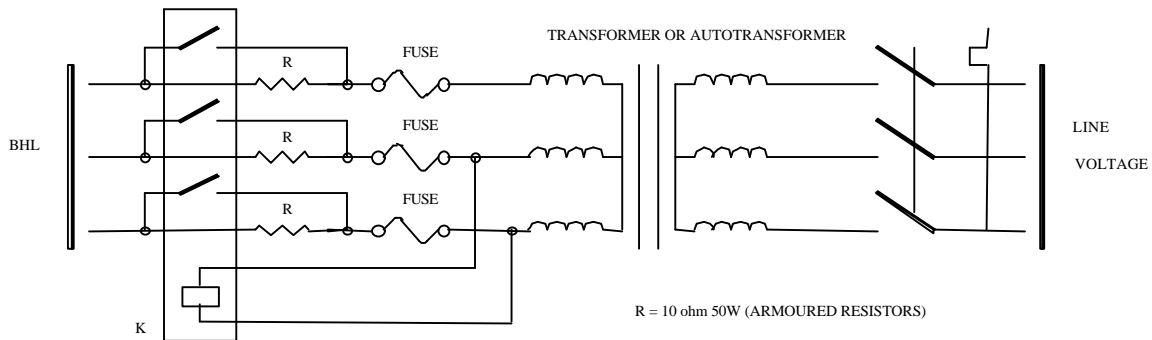 TRANSFORMER OR AUTOTRANSFORMER
FUSE
R
FUSE
R
BHL
LINE
VOLTAGE
FUSE
R
R = 10 ohm 50W (ARMOURED RESISTORS)
K